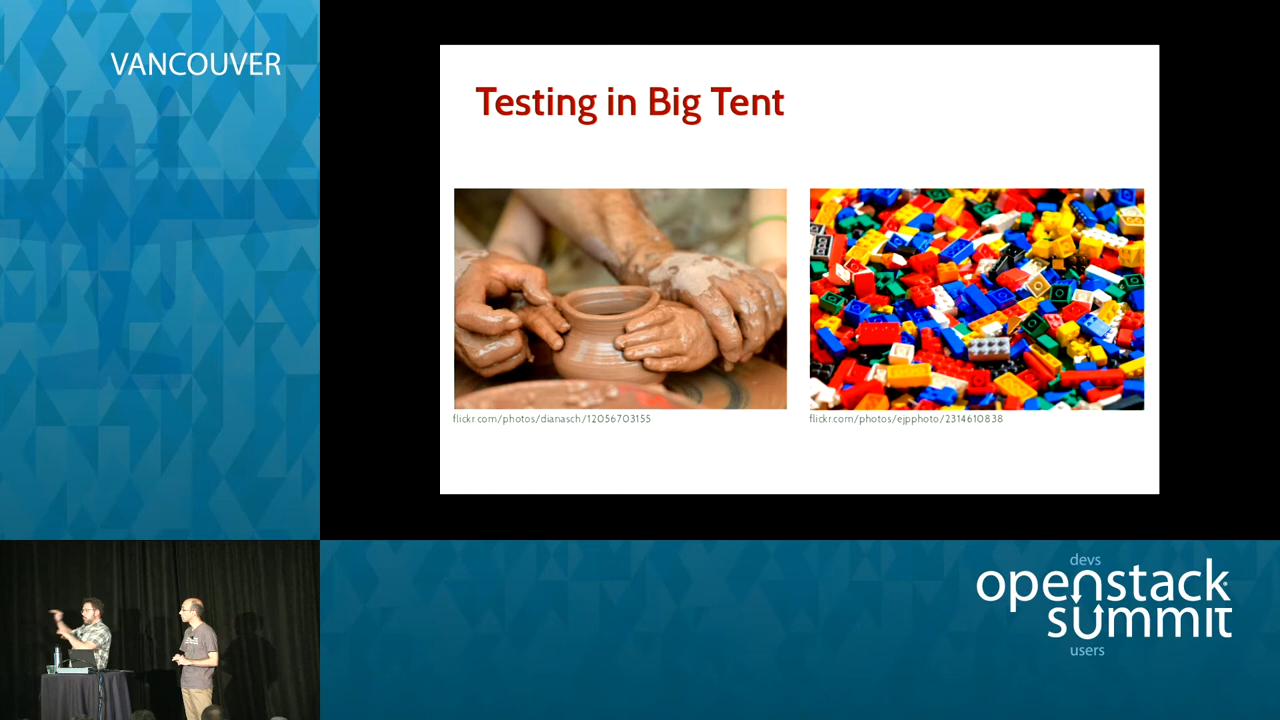 VANCOUVER
Testing in Big Tent
flickr.com/photos/dianasch/12056703155
flickr.com/photos/ejpphoto/2314610838
devs
openstack
summit
users